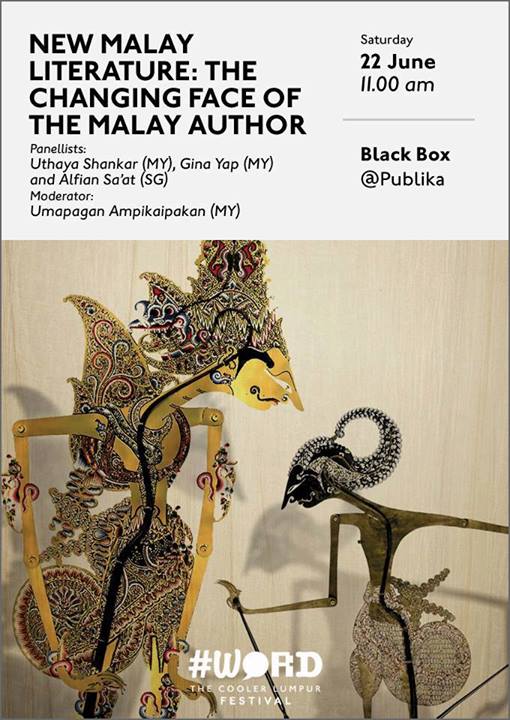 NEW MALAY
LITERATURE: THE
CHANGING FACE OF
THE MALAY AUTHOR
Panellists:
Uthaya Shankar (MY), Gina Yap (MY)
and Alfian Sa'at (SG)
Moderator:
Umapagan Ampikaipakan (MY)
Saturday
22 June
11.00 am
Black Box
@Publika
#WORD
THE COOLER LUMPUR
FESTIVAL